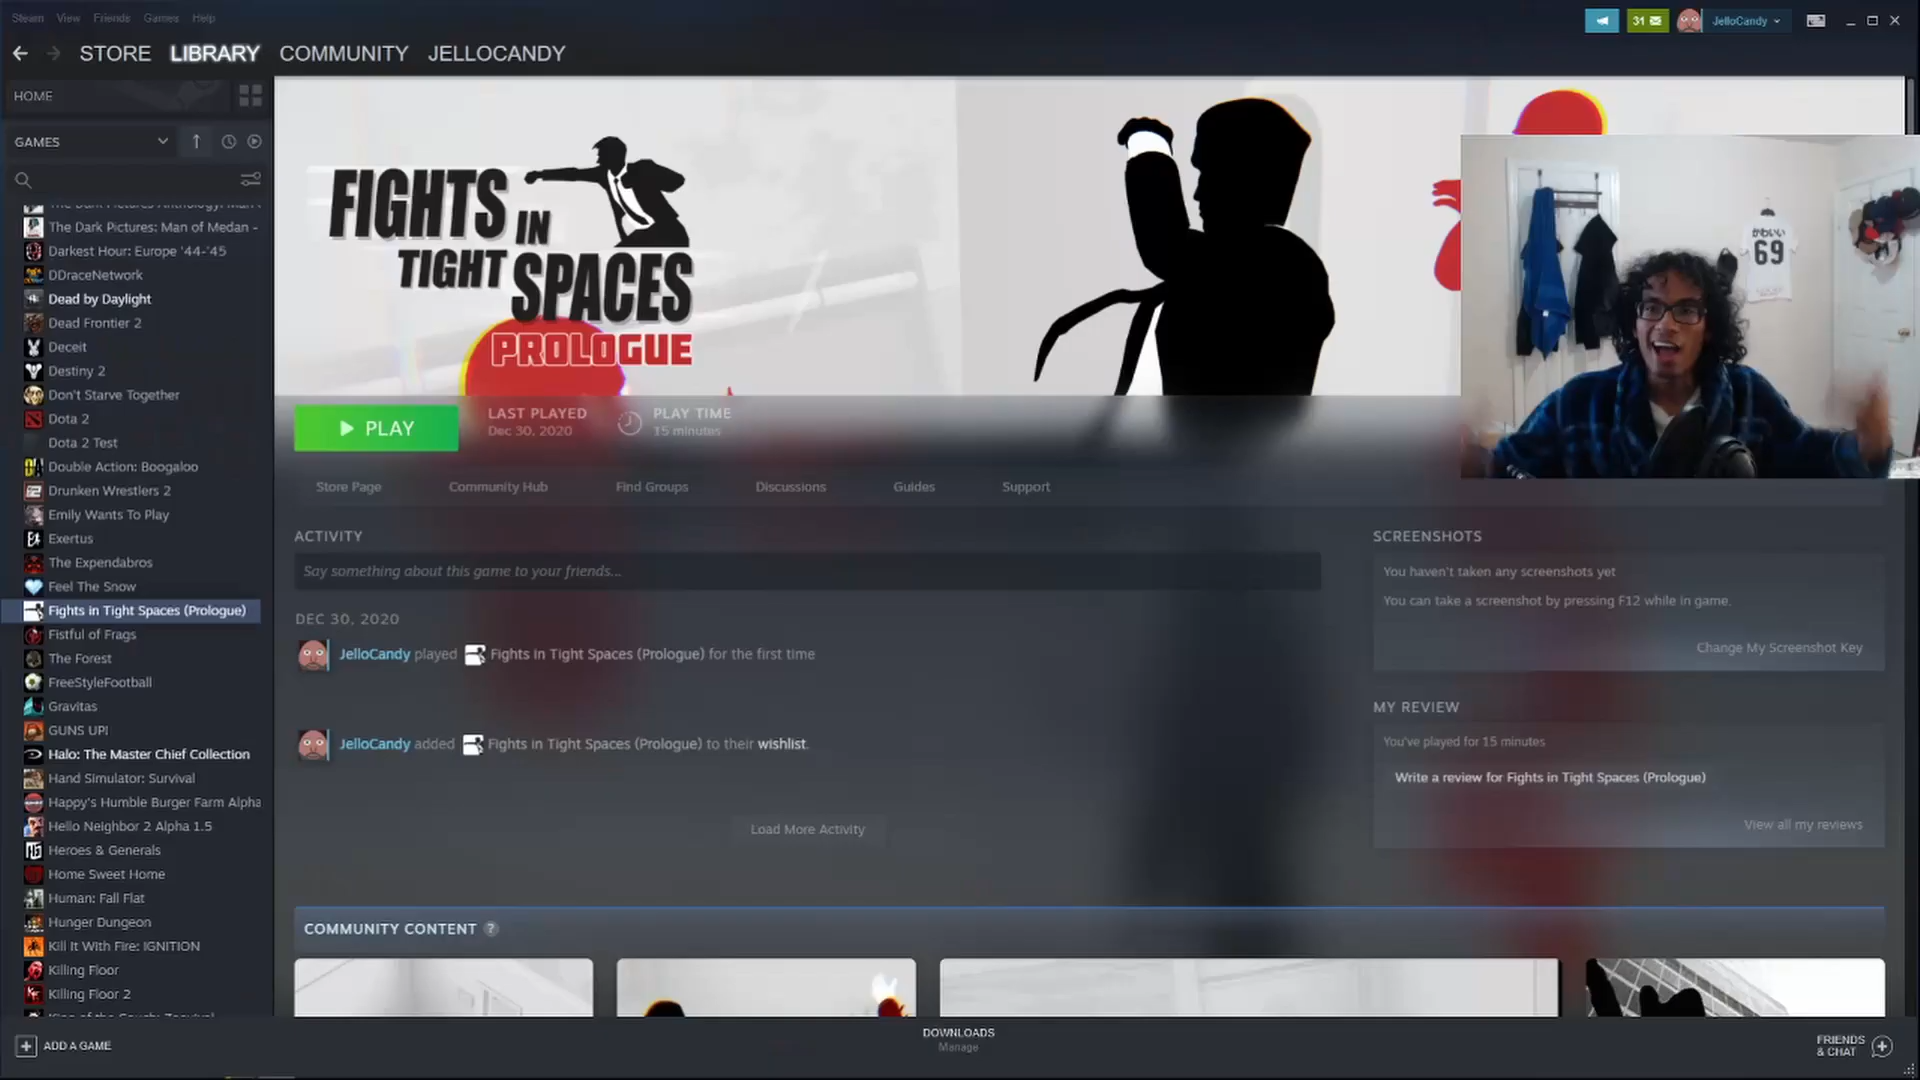 Steam View Friends Games Help
31
JelloCandy
STORE LIBRARY COMMUNITY JELLOCANDY
HOME
GAMES
The Dark Pictures: Man of Medan -
Darkest Hour: Europe '44-'45
DDraceNetwork
Dead by Daylight
Dead Frontier 2
Deceit
Destiny 2
Don't Starve Together
Dota 2
Dota 2 Test
Double Action: Boogaloo
Drunken Wrestlers 2
Emily Wants To Play
Exertus
The Expendabros
Feel The Snow
Fights in Tight Spaces (Prologue)
Fistful of Frags
The Forest
FreeStyleFootball
Gravitas
GUNS UP!
Halo: The Master Chief Collection
Hand Simulator: Survival
Happy's Humble Burger Farm Alpha
Hello Neighbor 2 Alpha 1.5
Heroes & Generals
Home Sweet Home
Human: Fall Flat
Hunger Dungeon
Kill It With Fire: IGNITION
Killing Floor
Killing Floor 2
ADD A GAME
FIGHTS IN
TIGHT SPACES
PROLOGUE
かわいい
69
PLAY
LAST PLAYED
Dec 30, 2020
PLAY TIME
15 minutes
Store Page Community Hub Find Groups Discussions Guides Support
ACTIVITY
Say something about this game to your friends...
DEC 30, 2020
JelloCandy played Fights in Tight Spaces (Prologue) for the first time
JelloCandy added Fights in Tight Spaces (Prologue) to their wishlist.
Load More Activity
SCREENSHOTS
You haven't taken any screenshots yet
You can take a screenshot by pressing F12 while in game.
Change My Screenshot Key
MY REVIEW
You've played for 15 minutes
Write a review for Fights in Tight Spaces (Prologue)
View all my reviews
COMMUNITY CONTENT ?
DOWNLOADS
Manage
FRIENDS
& CHAT